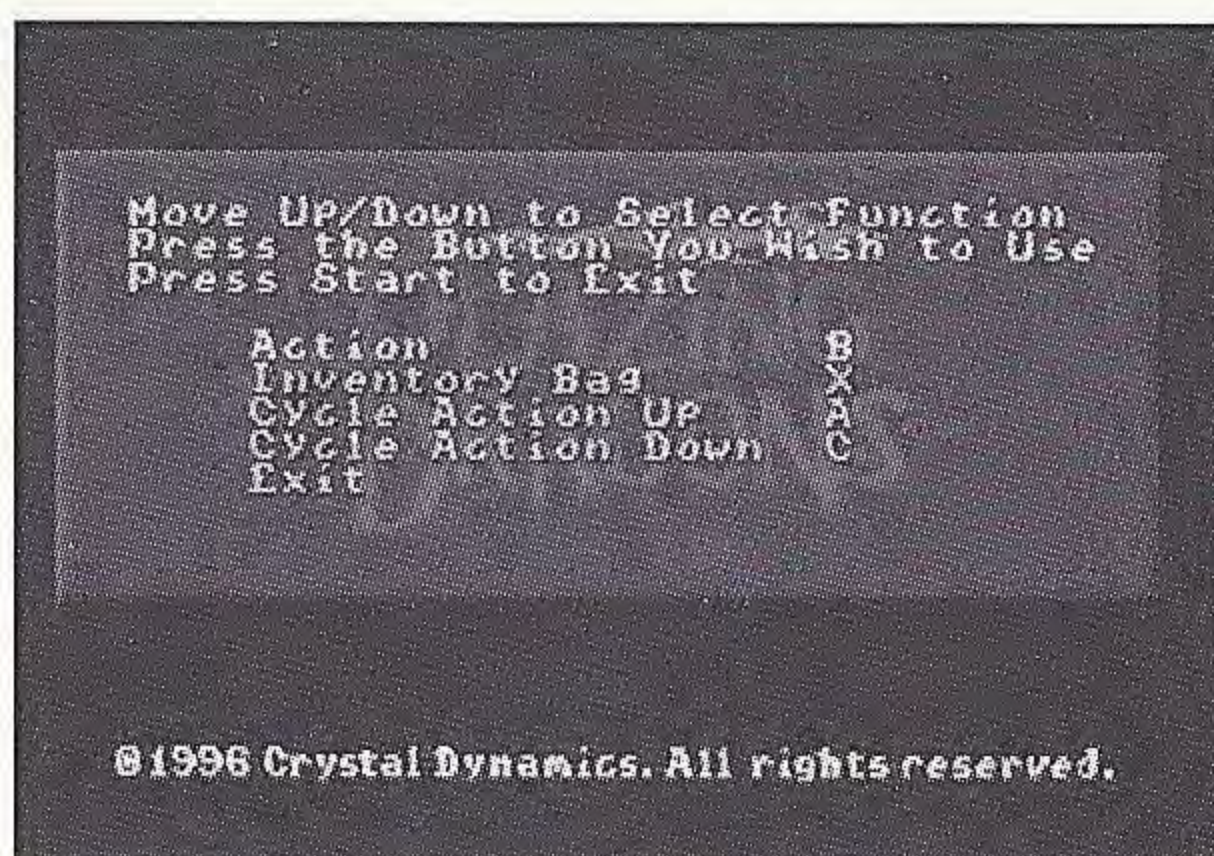 Move Up/Down to Select Function
Press the Button You Wish to Use
Press Start to Exit
Action B
Inventory Bag X
Cycle Action Up A
Cycle Action Down C
Exit
©1996 Crystal Dynamics. All rights reserved.